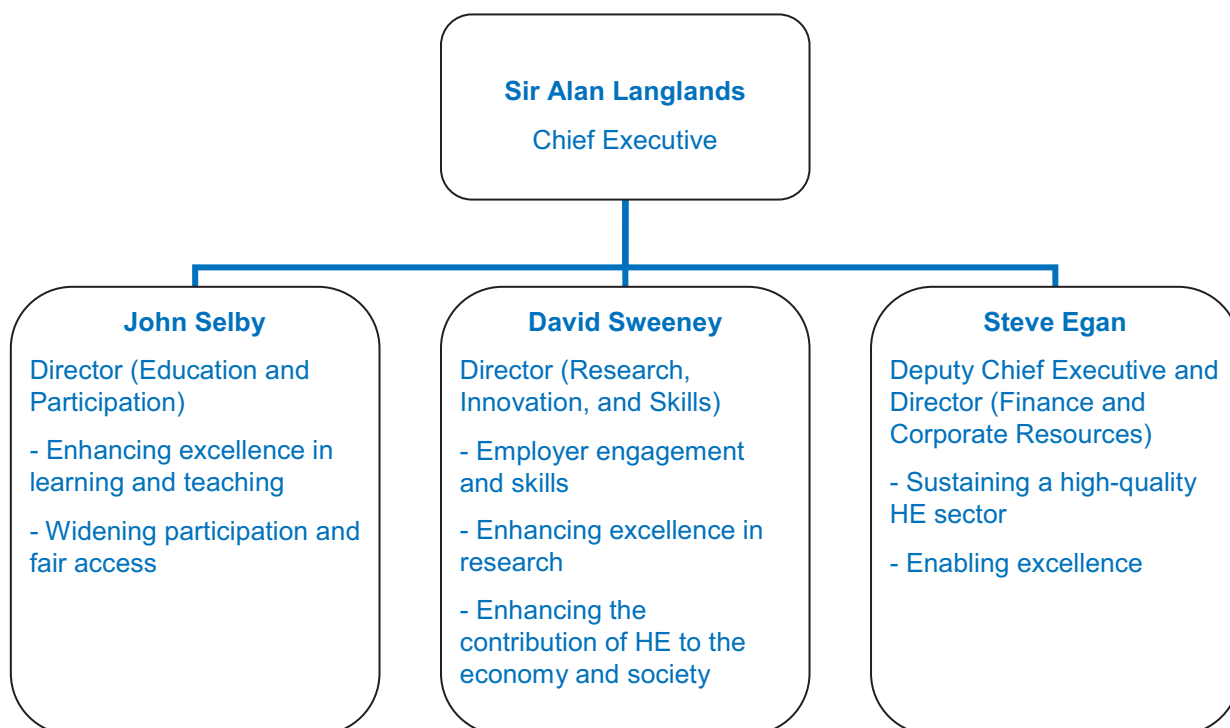 Sir Alan Langlands
Chief Executive
John Selby
Director (Education and
Participation)
- Enhancing excellence in
learning and teaching
- Widening participation and
fair access
David Sweeney
Director (Research,
Innovation, and Skills)
- Employer engagement
and skills
- Enhancing excellence in
research
- Enhancing the
contribution of HE to the
economy and society
Steve Egan
Deputy Chief Executive and
Director (Finance and
Corporate Resources)
- Sustaining a high-quality
HE sector
- Enabling excellence